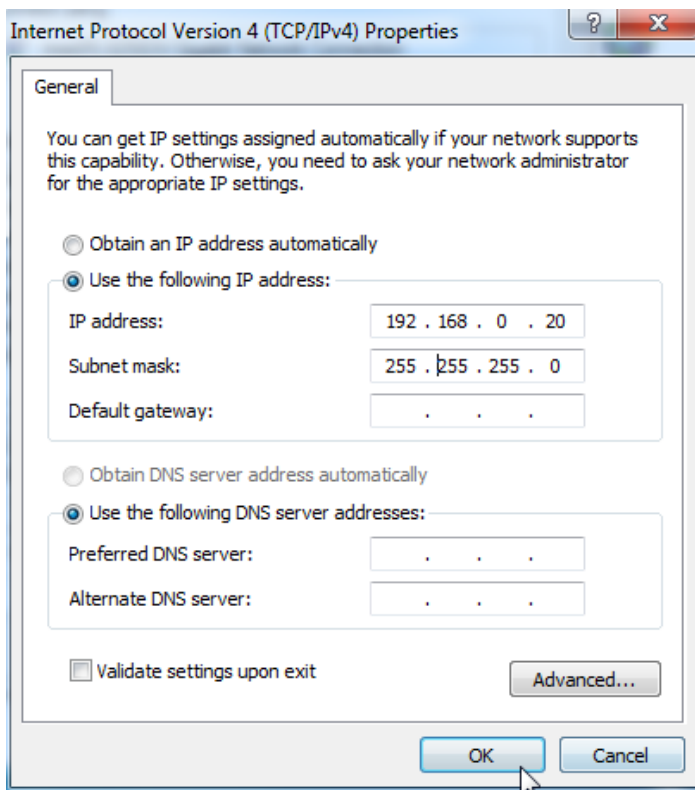 Internet Protocol Version 4 (TCP/IPv4) Properties
General
You can get IP settings assigned automatically if your network supports
this capability. Otherwise, you need to ask your network administrator
for the appropriate IP settings.
Obtain an IP address automatically
Use the following IP address:
IP address: 192 . 168 . 0 . 20
Subnet mask: 255 . 255 . 255 . 0
Default gateway: . . .
Obtain DNS server address automatically
Use the following DNS server addresses:
Preferred DNS server: . . .
Alternate DNS server: . . .
Validate settings upon exit
Advanced...
OK Cancel